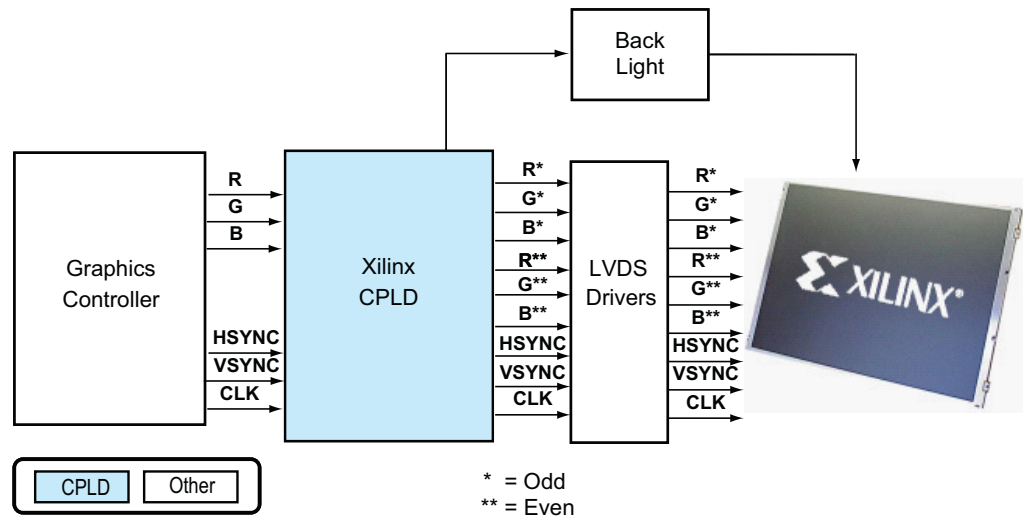 Back
Light
Graphics
Controller
R
G
B
HSYNC
VSYNC
CLK
Xilinx
CPLD
R*
G*
B*
R**
G**
B**
HSYNC
VSYNC
CLK
LVDS
Drivers
R*
G*
B*
R**
G**
B**
HSYNC
VSYNC
CLK
XILINX®
CPLD
Other
* = Odd
** = Even